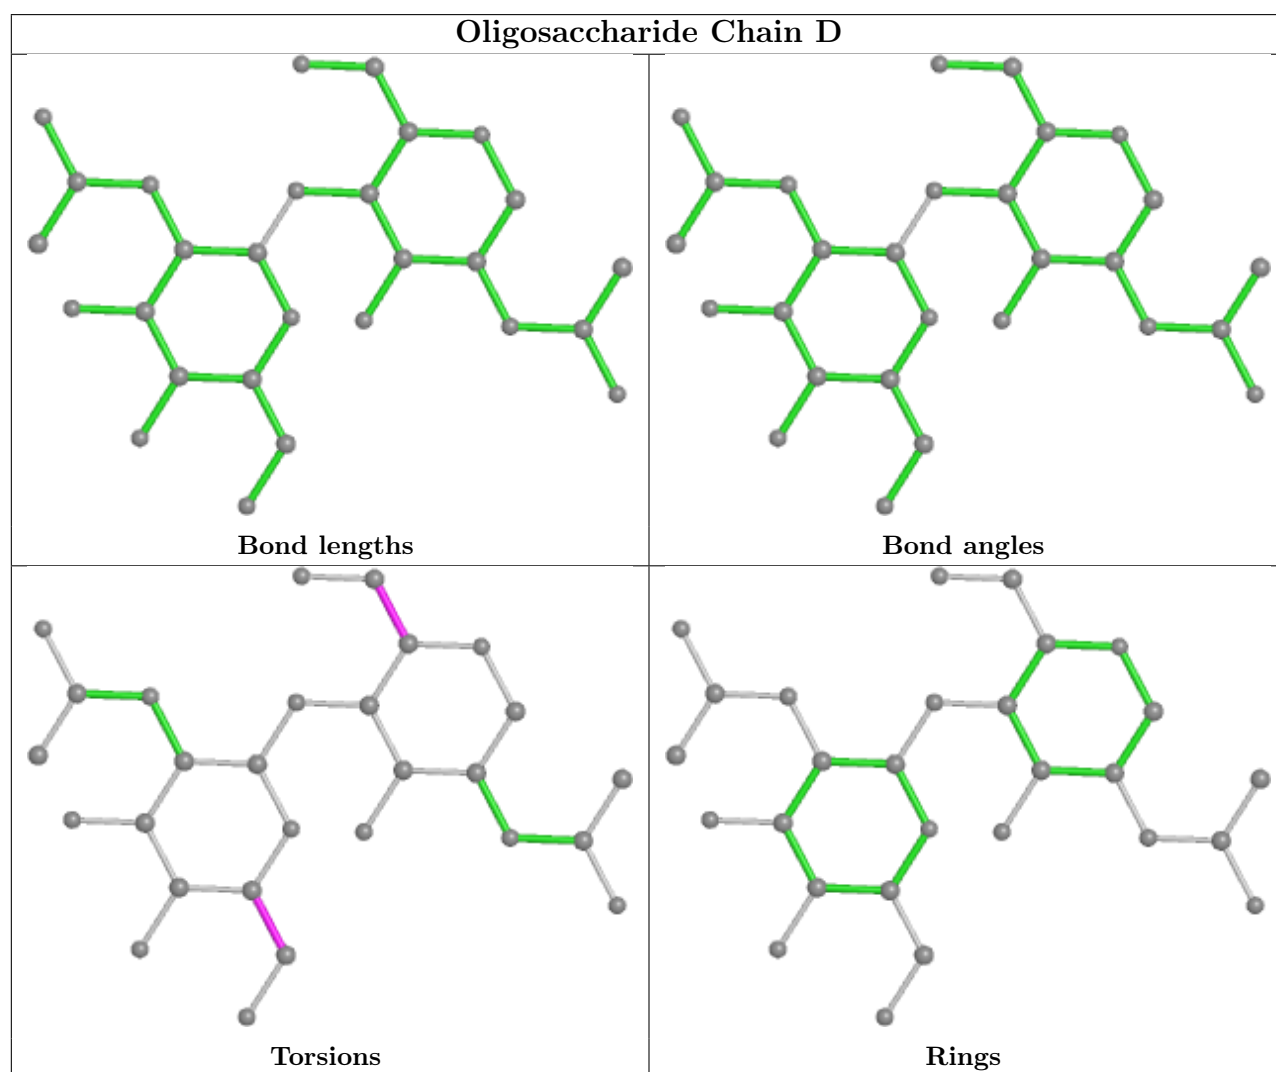 Oligosaccharide Chain D
Bond lengths
Bond angles
Torsions
Rings